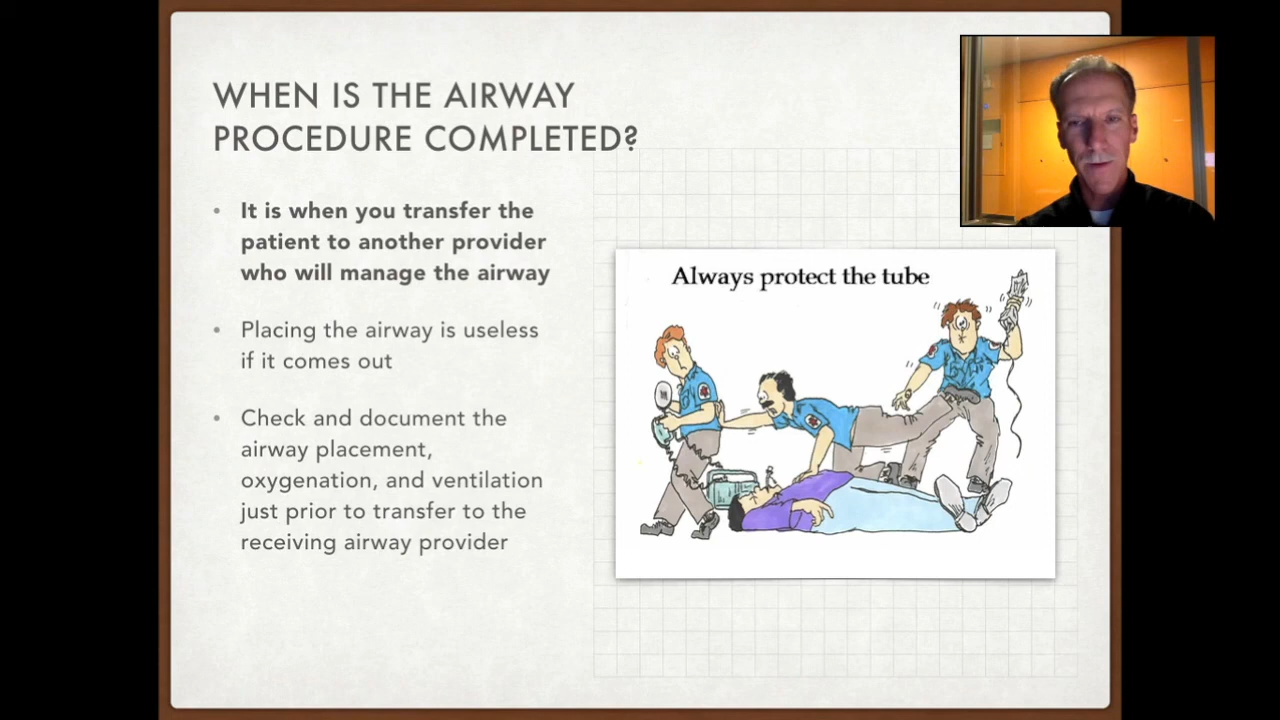 WHEN IS THE AIRWAY
PROCEDURE COMPLETED?
• It is when you transfer the
patient to another provider
who will manage the airway
• Placing the airway is useless
if it comes out
• Check and document the
airway placement,
oxygenation, and ventilation
just prior to transfer to the
receiving airway provider
Always protect the tube